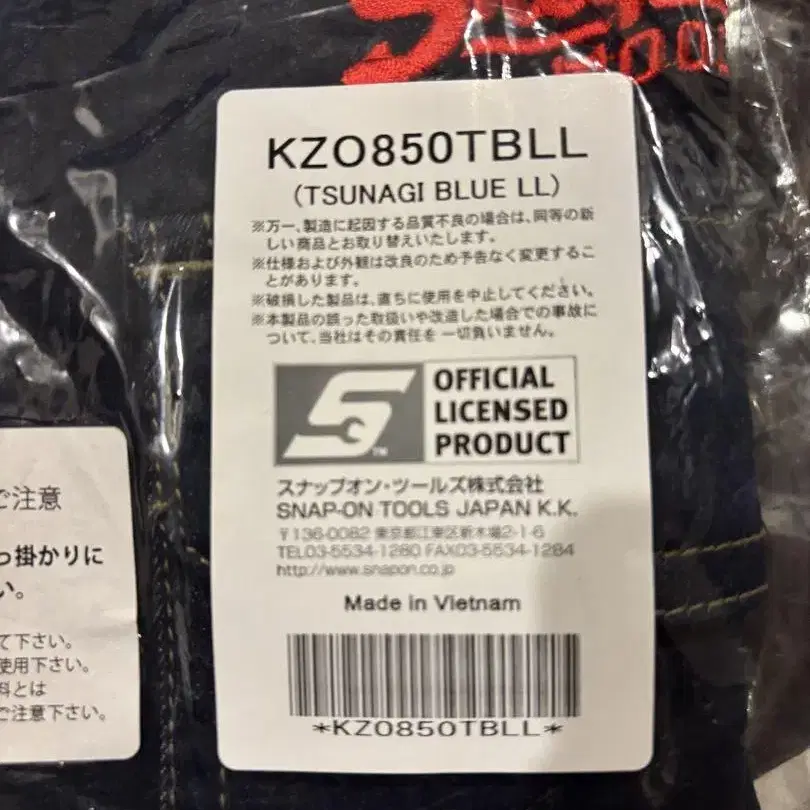 KZO850TBLL
(TSUNAGI BLUE LL)
※万一、製造に起因する品質不良の場合は、同等の新
しい商品とお取り替えいたします。
※仕様および外観は改良のため予告なく変更するこ
とがあります。
※破損した製品は、直ちに使用を中止してください。
※本製品の誤った取扱いや改造した場合での事故に
ついて、当社はその責任を一切負いません。
OFFICIAL
LICENSED
PRODUCT
TM
スナップオン・ツールズ株式会社
SNAP-ON TOOLS JAPAN K.K.
〒136-0082 東京都江東区新木場2-1-6
TEL03-5534-1280 FAX03-5534-1284
http://www.snapon.co.jp
Made in Vietnam
*KZO850TBLL*
ご注意
っ掛かりに
い。
て下さい。
使用下さい。
料とは
ご注意下さい。